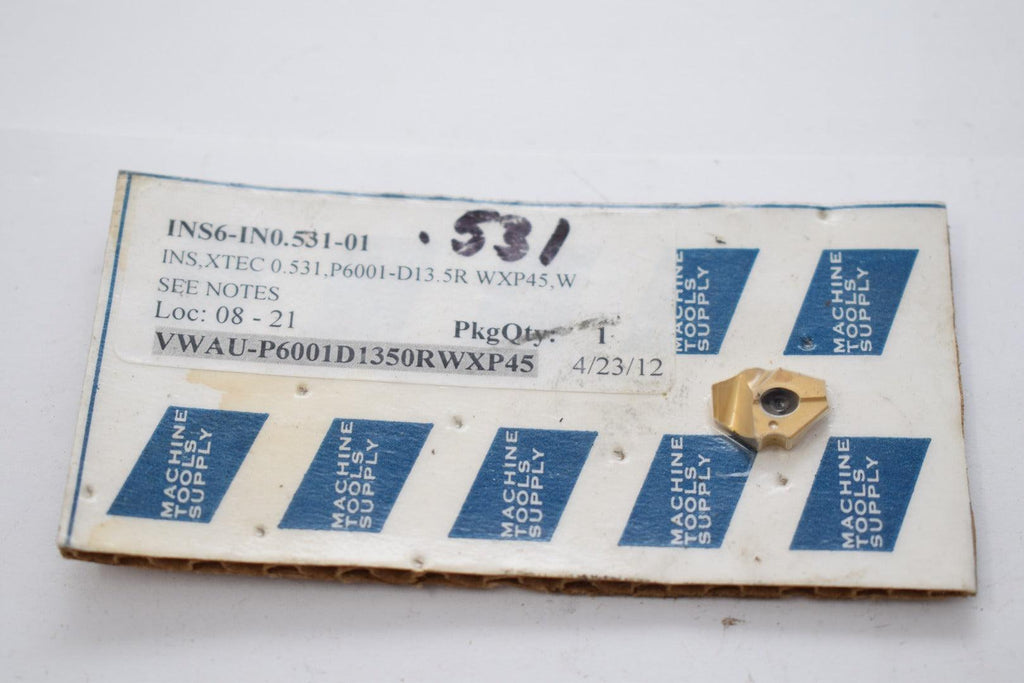 INS6-IN0.531-01
.531
INS,XTEC 0.531,P6001-D13.5R WXP45,W
SEE NOTES
Loc: 08 - 21
PkgQty: 1
VWAU-P6001D1350RWXP45
4/23/12
MACHINE
TOOLS
SUPPLY
MACHINE
TOOLS
SUPPLY
MACHINE
TOOLS
SUPPLY
MACHINE
TOOLS
SUPPLY
MACHINE
TOOLS
SUPPLY
MACHINE
TOOLS
SUPPLY
MACHINE
TOOLS
SUPPLY